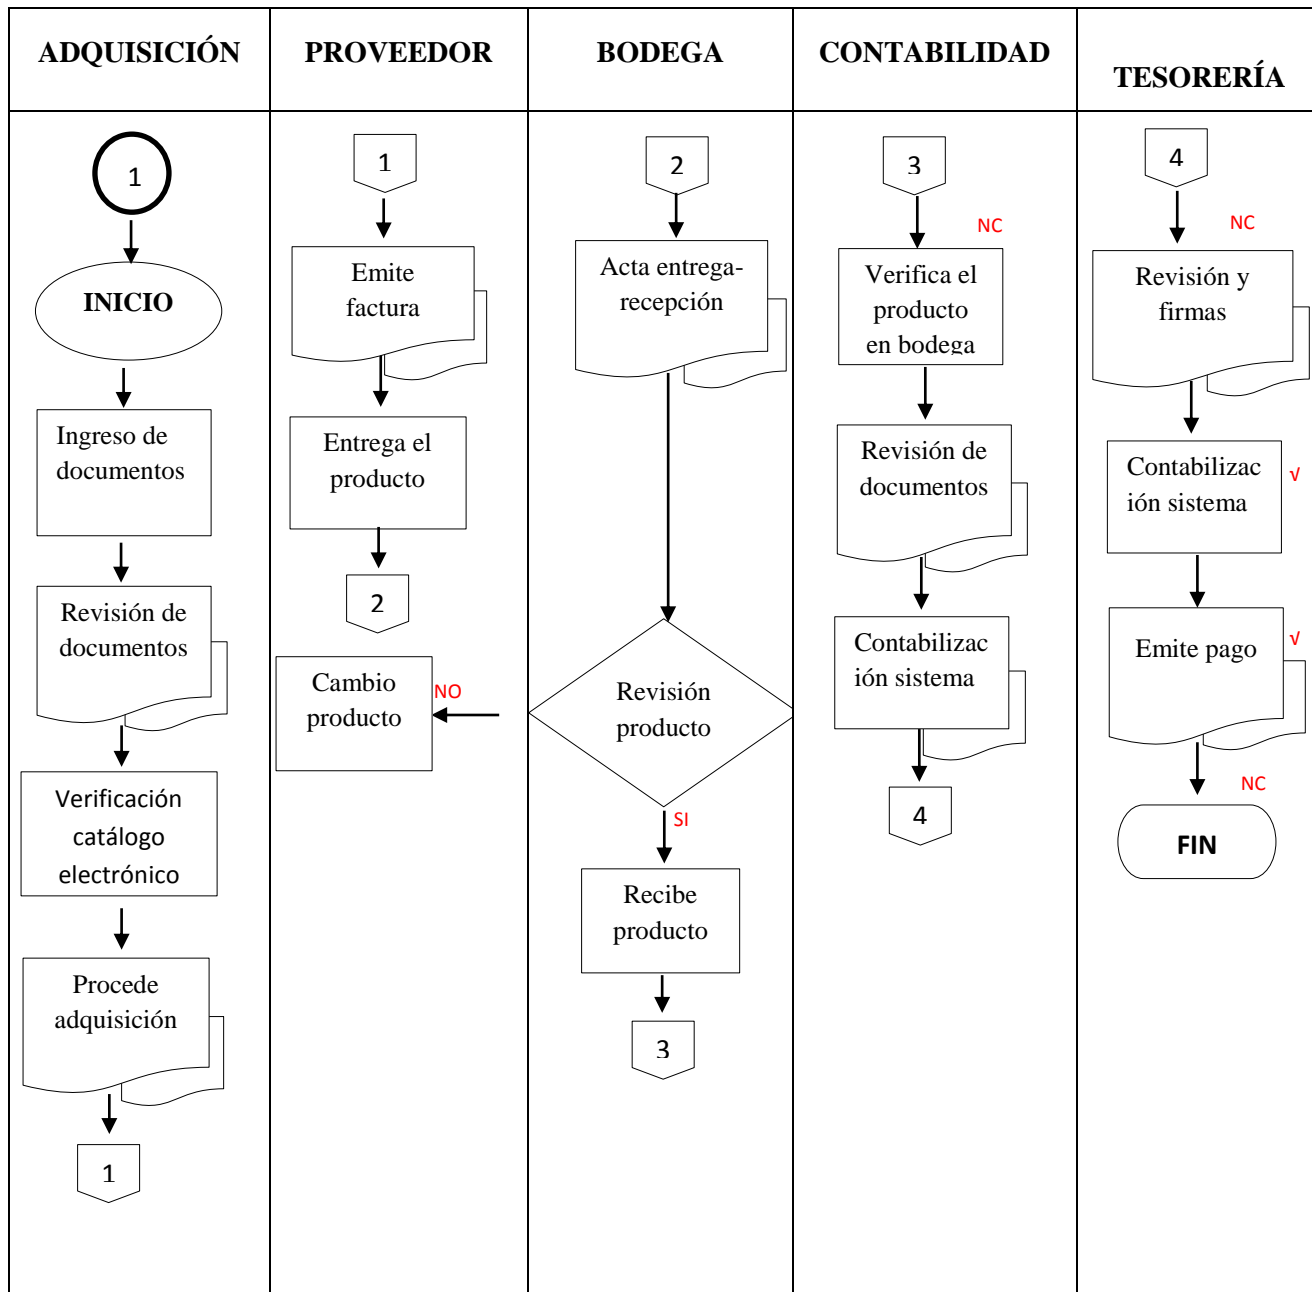 ADQUISICIÓN
PROVEEDOR
BODEGA
CONTABILIDAD
TESORERÍA
1
INICIO
Ingreso de
documentos
Revisión de
documentos
Verificación
catálogo
electrónico
Procede
adquisición
1
1
Emite
factura
Entrega el
producto
2
Cambio
producto
NO
2
Acta entrega-
recepción
Revisión
producto
SI
Recibe
producto
3
3
NC
Verifica el
producto
en bodega
Revisión de
documentos
Contabilizac
ión sistema
4
4
NC
Revisión y
firmas
Contabilizac
ión sistema
√
Emite pago
√
NC
FIN